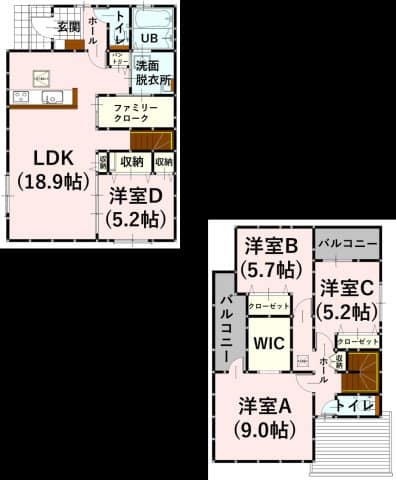 玄関
ホール
トイレ
UB
パントリー
洗面
脱衣所
ファミリー
クローク
LDK
(18.9帖)
収納
収納
収納
洋室D
(5.2帖)
洋室B
(5.7帖)
バルコニー
洋室C
(5.2帖)
バルコニー
クローゼット
WIC
クローゼット
ホール
収納
洋室A
(9.0帖)
トイレ